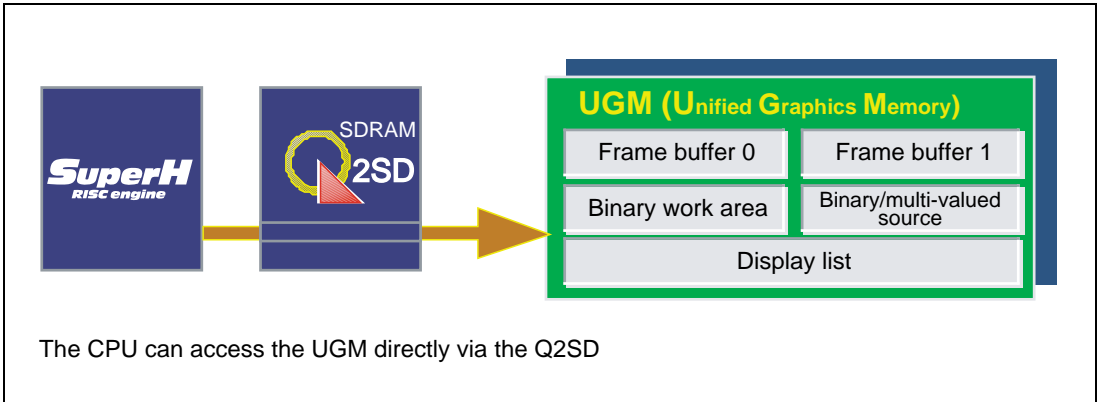 SuperH
RISC engine
SDRAM
Q2SD
UGM (Unified Graphics Memory)
Frame buffer 0
Frame buffer 1
Binary work area
Binary/multi-valued
source
Display list
The CPU can access the UGM directly via the Q2SD